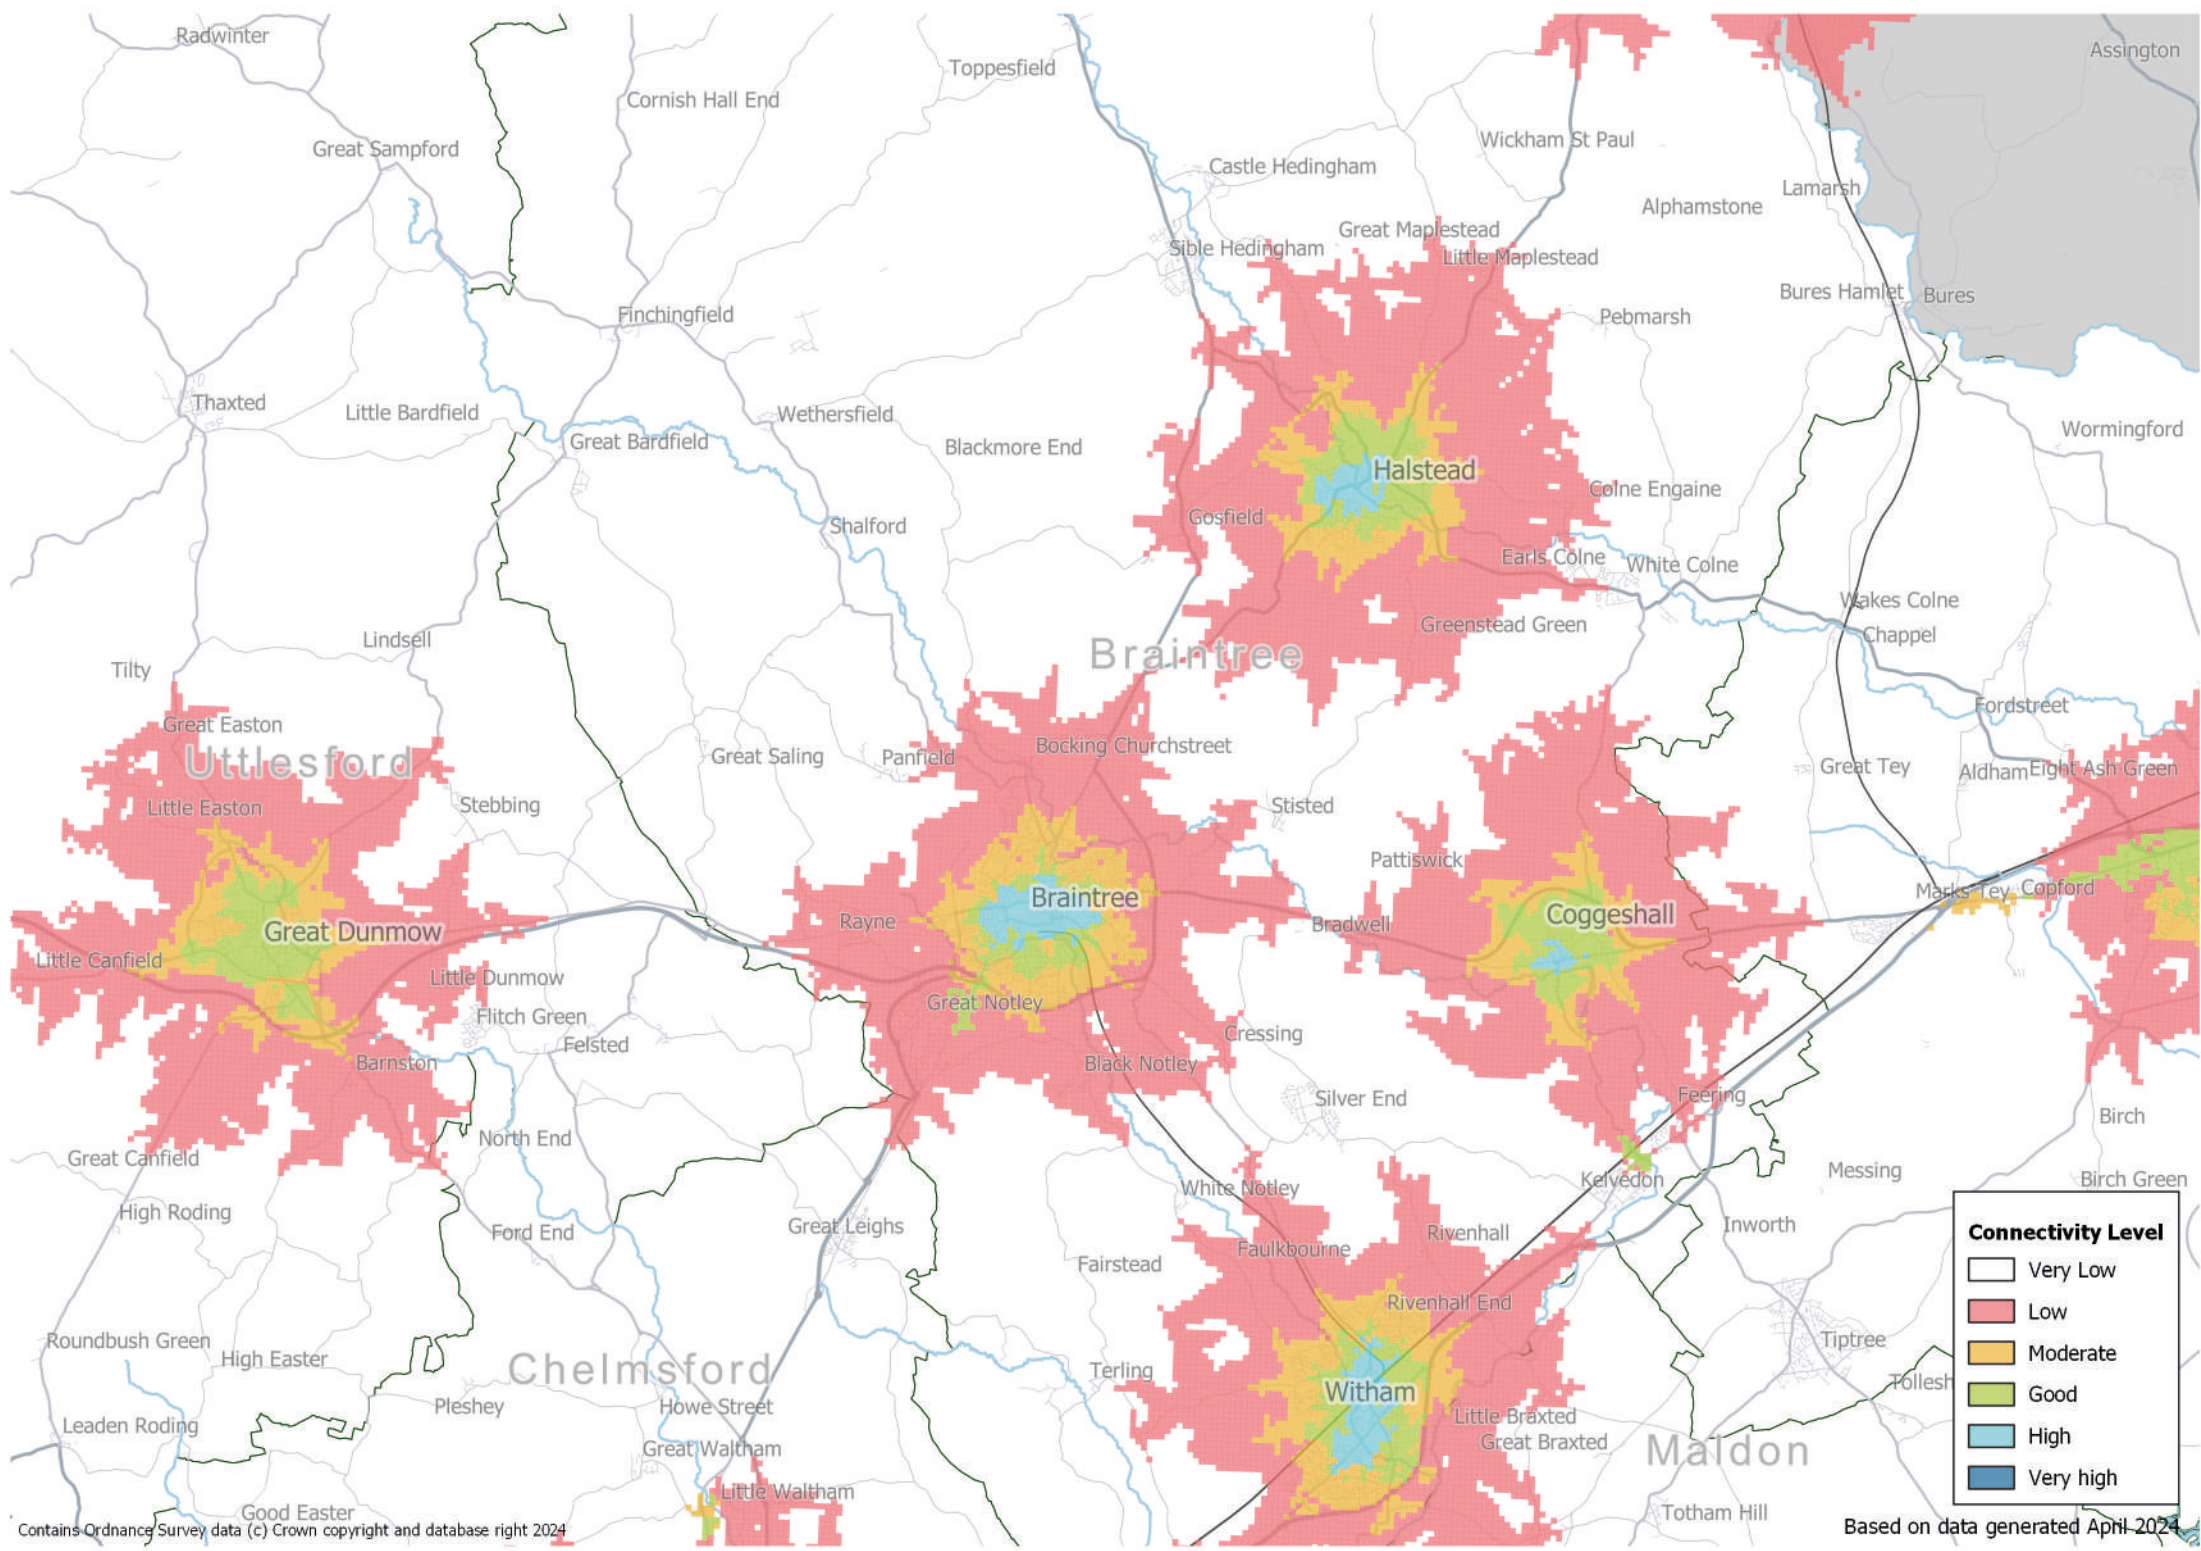 Radwinter
Assington
Toppesfield
Cornish Hall End
Great Sampford
Wickham St Paul
Castle Hedingham
Lamarsh
Alphamstone
Great Maplestead
Sible Hedingham
Little Maplestead
Bures Hamlet
Bures
Finchingfield
Pebmarsh
Thaxted
Little Bardfield
Wethersfield
Great Bardfield
Blackmore End
Wormingford
Halstead
Colne Engaine
Gosfield
Shalford
Earls Colne
White Colne
Wakes Colne
Chappel
Greenstead Green
Lindsell
Braintree
Tilty
Fordstreet
Great Easton
Uttlesford
Bocking Churchstreet
Great Saling
Panfield
Great Tey
Aldham
Eight Ash Green
Little Easton
Stebbing
Stisted
Pattiswick
Marks Tey
Copford
Braintree
Rayne
Bradwell
Coggeshall
Great Dunmow
Little Canfield
Little Dunmow
Great Notley
Flitch Green
Cressing
Felsted
Barnston
Black Notley
Silver End
Feering
Birch
North End
Great Canfield
White Notley
Kelvedon
Messing
Birch Green
High Roding
Ford End
Great Leighs
Rivenhall
Inworth
Faulkbourne
Fairstead
Rivenhall End
Roundbush Green
High Easter
Chelmsford
Terling
Witham
Tiptree
Tollesh
Pleshey
Howe Street
Leaden Roding
Great Waltham
Little Braxted
Great Braxted
Maldon
Little Waltham
Good Easter
Totham Hill
Connectivity Level
Very Low
Low
Moderate
Good
High
Very high
Contains Ordnance Survey data (c) Crown copyright and database right 2024
Based on data generated April 2024